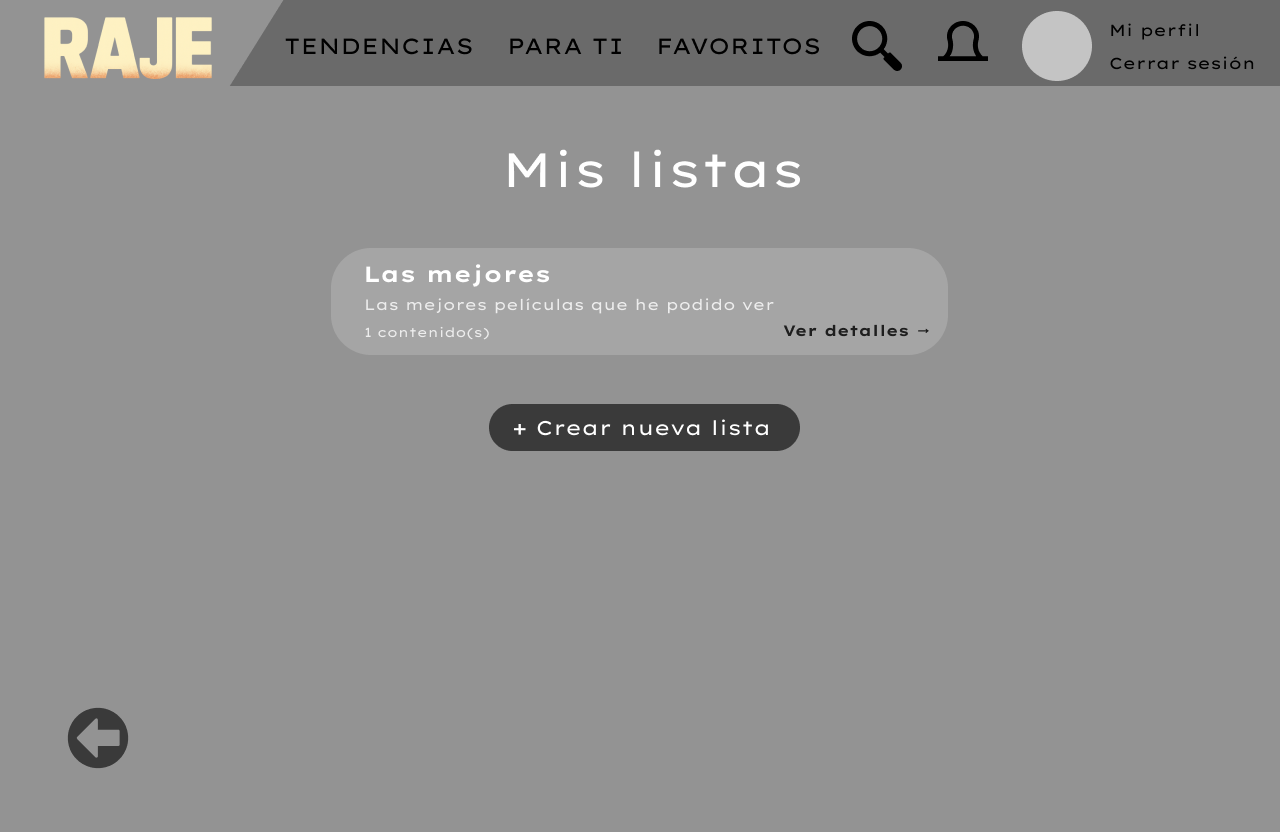 RAJE
TENDENCIAS
PARA TI
FAVORITOS
Mi perfil
Cerrar sesión
Mis listas
Las mejores
Las mejores películas que he podido ver
1 contenido(s)
Ver detalles →
+ Crear nueva lista